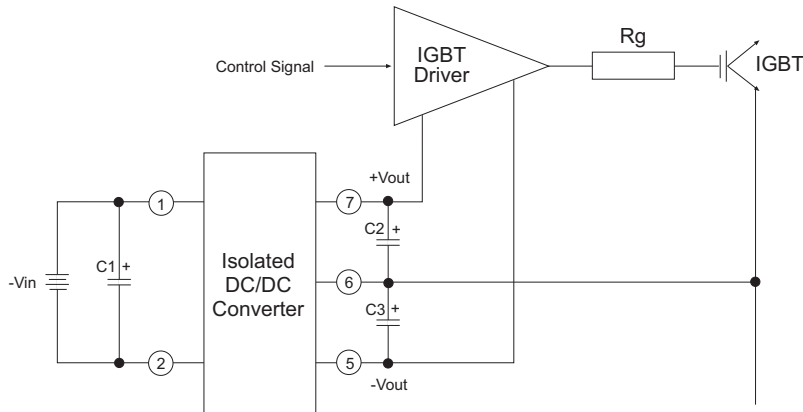 Rg
IGBT
Driver
IGBT
Control Signal
+Vout
1
7
C2 +
C1 +
Isolated
DC/DC
Converter
-Vin
6
C3 +
2
5
-Vout